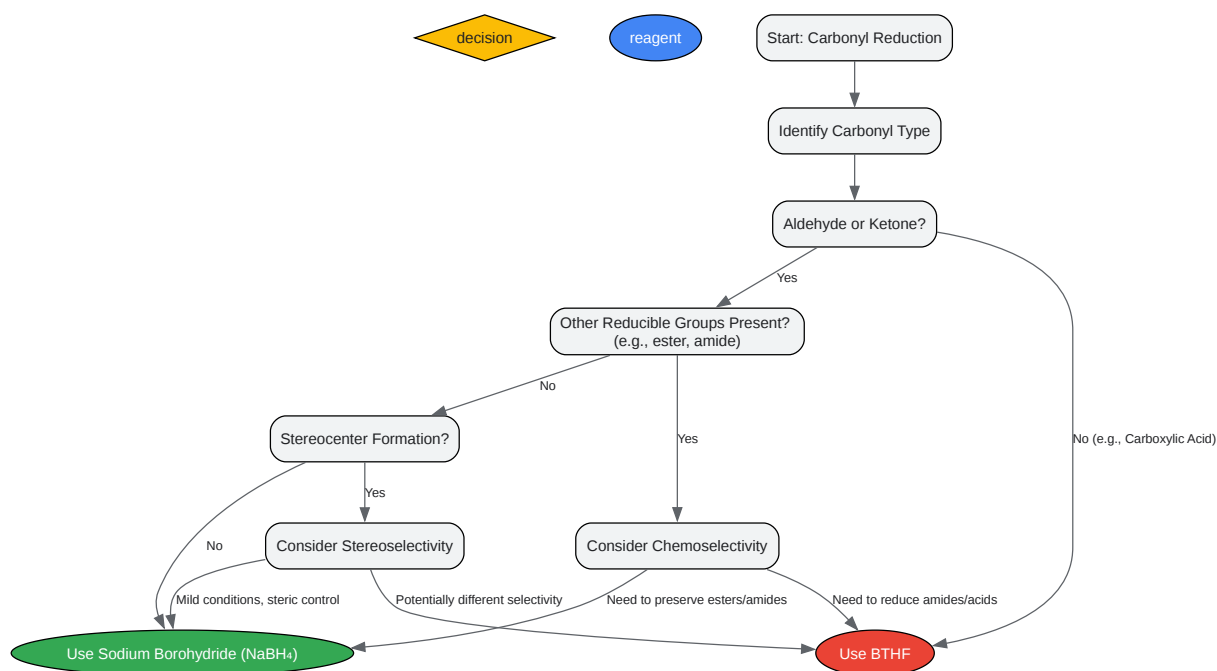 decision
reagent
Start: Carbonyl Reduction
Identify Carbonyl Type
Aldehyde or Ketone?
Yes
Other Reducible Groups Present?
(e.g., ester, amide)
No
Stereocenter Formation?
Yes
No (e.g., Carboxylic Acid)
Yes
No
Consider Stereoselectivity
Consider Chemoselectivity
Mild conditions, steric control
Potentially different selectivity
Need to preserve esters/amides
Need to reduce amides/acids
Use Sodium Borohydride (NaBH₄)
Use BTHF